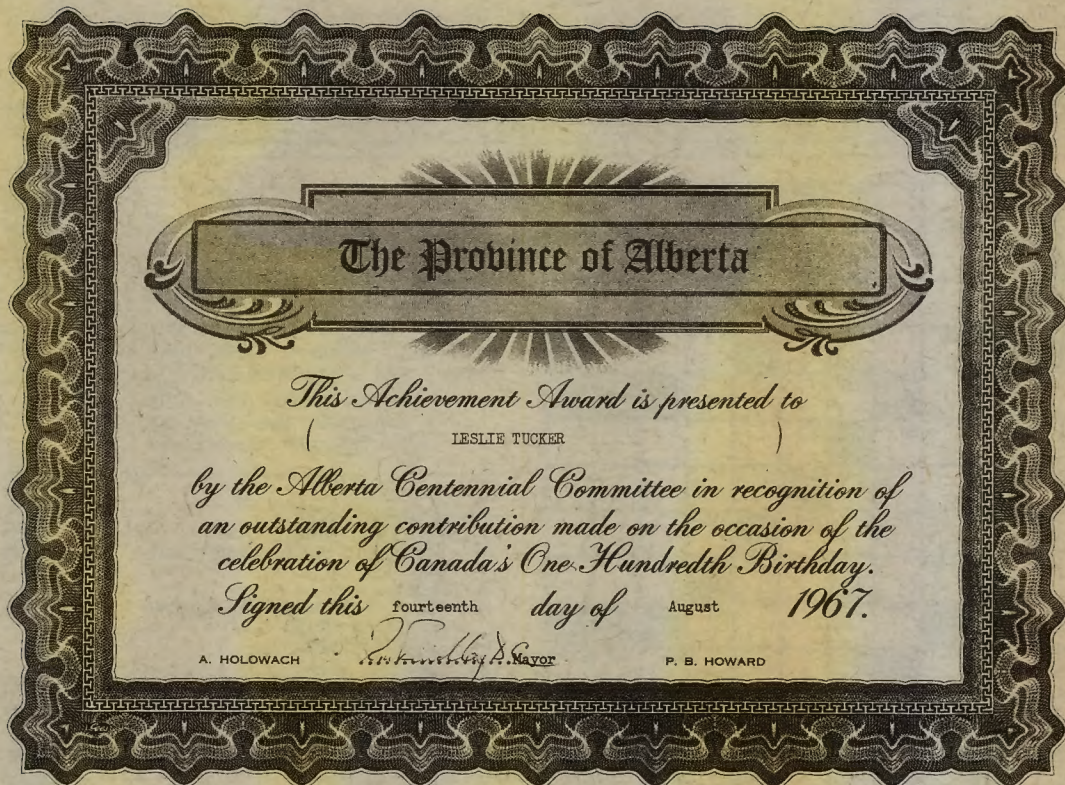 The Province of Alberta
This Achievement Award is presented to
( LESLIE TUCKER )
by the Alberta Centennial Committee in recognition of
an outstanding contribution made on the occasion of the
celebration of Canada's One Hundredth Birthday.
Signed this fourteenth day of August 1967.
A. HOLOWACH Mayor P. B. HOWARD